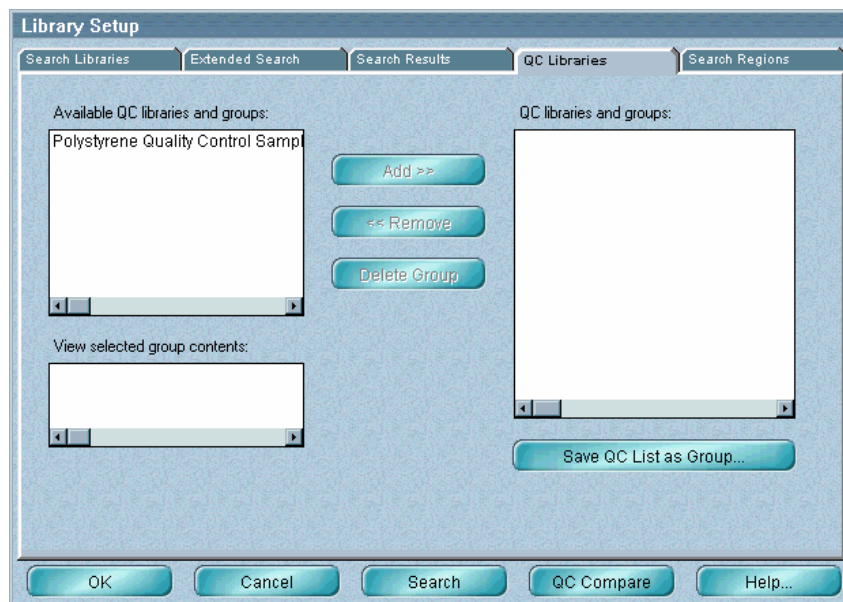 Library Setup
Search Libraries
Extended Search
Search Results
QC Libraries
Search Regions
Available QC libraries and groups:
Polystyrene Quality Control Sampl
Add >>
<< Remove
Delete Group
View selected group contents:
QC libraries and groups:
Save QC List as Group...
OK
Cancel
Search
QC Compare
Help...